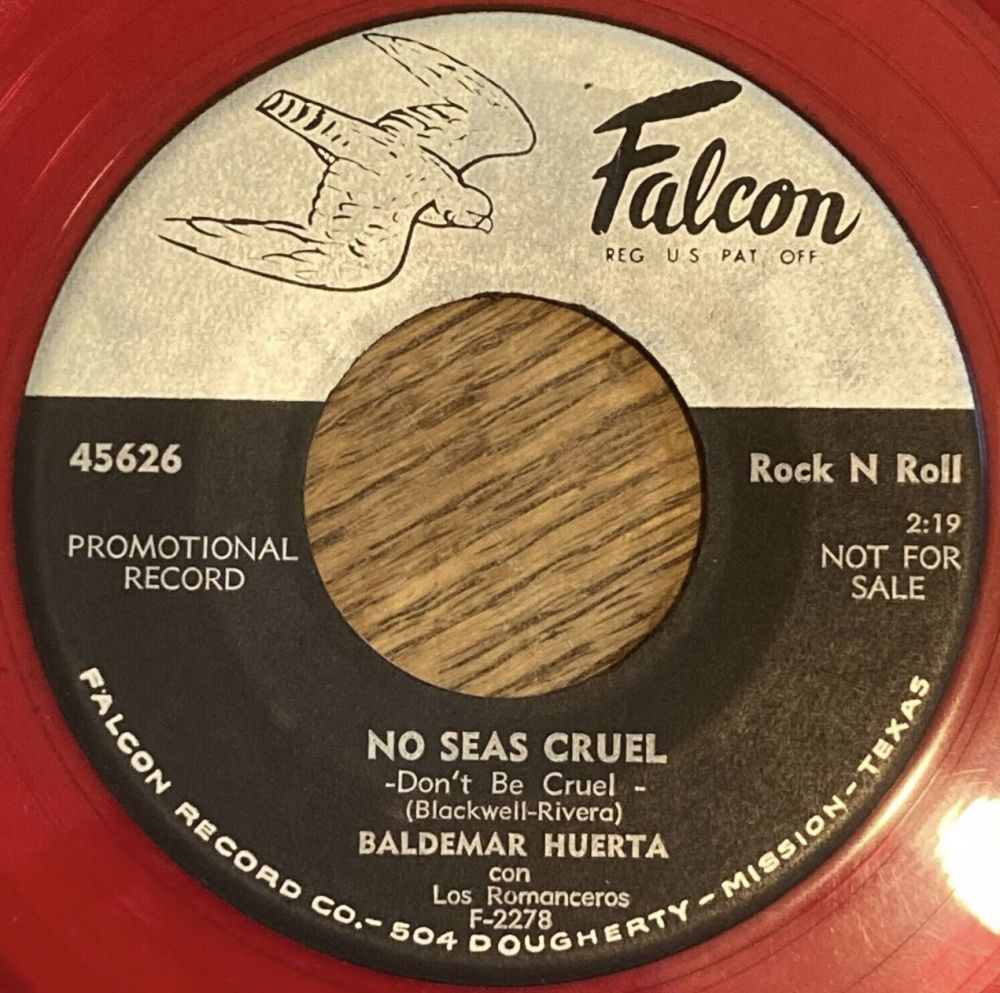 Falcon
REG. U S PAT. OFF
45626
Rock N Roll
2:19
PROMOTIONAL
RECORD
NOT FOR
SALE
NO SEAS CRUEL
-Don't Be Cruel -
(Blackwell-Rivera)
BALDEMAR HUERTA
con
Los Romanceros
F-2278
FALCON RECORD CO.- 504 DOUGHERTY - MISSION - TEXAS